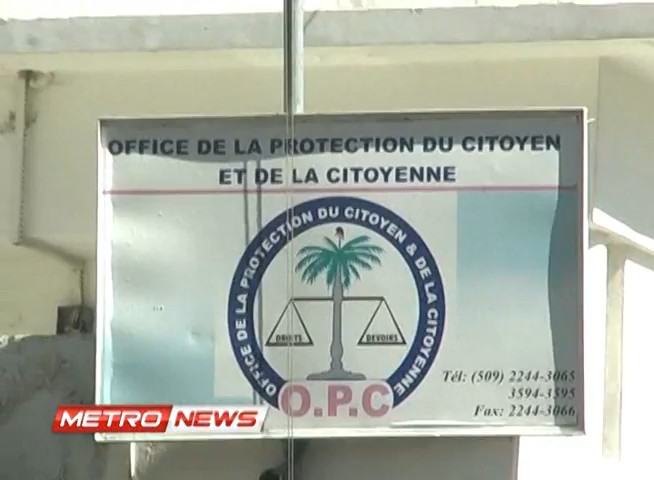 OFFICE DE LA PROTECTION DU CITOYEN
ET DE LA CITOYENNE
OFFICE DE LA PROTECTION DU CITOYEN & DE LA CITOYENNE
DROITS
DEVOIRS
O.P.C
Tél: (509) 2244-3065
3594-3595
Fax: 2244-3066
METRO NEWS